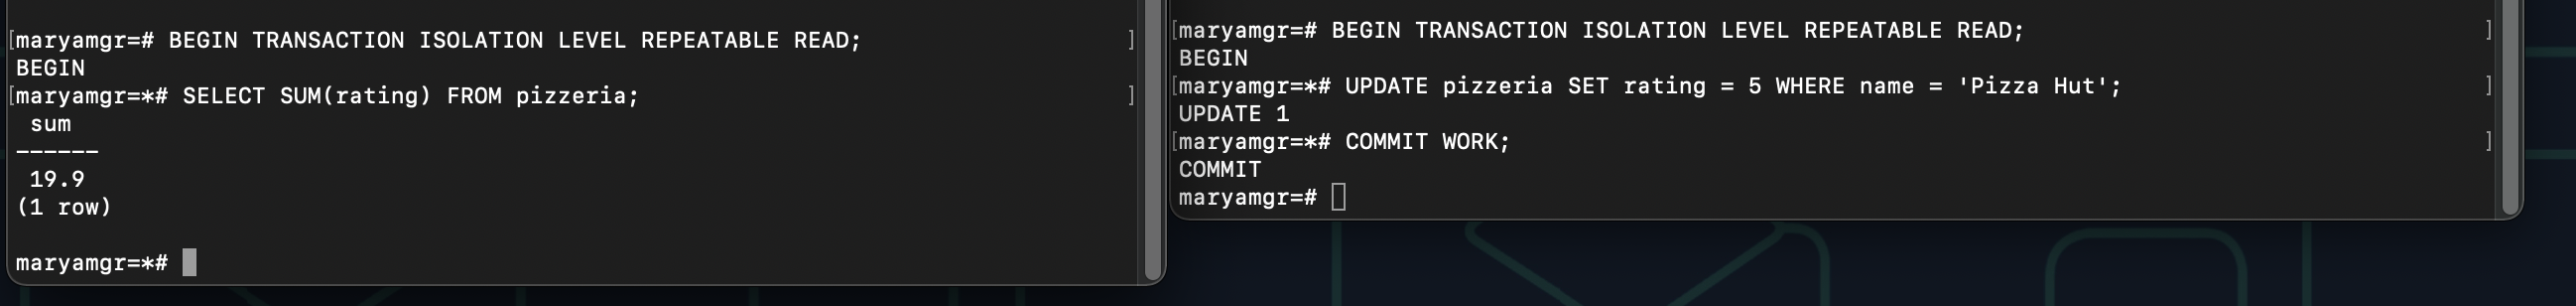 [maryamgr=# BEGIN TRANSACTION ISOLATION LEVEL REPEATABLE READ; ]
BEGIN
[maryamgr=*# SELECT SUM(rating) FROM pizzeria; ]
sum
------
19.9
(1 row)
maryamgr=*#
[maryamgr=# BEGIN TRANSACTION ISOLATION LEVEL REPEATABLE READ; ]
BEGIN
[maryamgr=*# UPDATE pizzeria SET rating = 5 WHERE name = 'Pizza Hut'; ]
UPDATE 1
[maryamgr=*# COMMIT WORK; ]
COMMIT
maryamgr=#